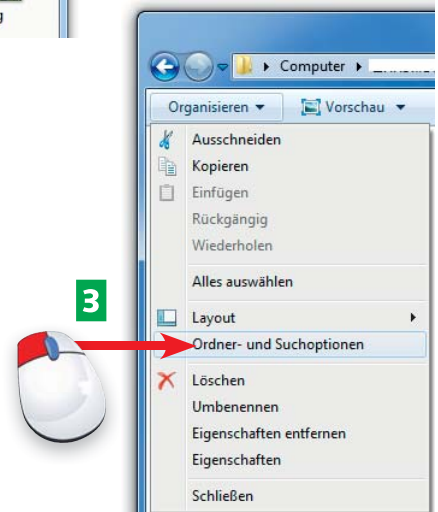 g
Computer
Organisieren Vorschau
Ausschneiden
Kopieren
Einfügen
Rückgängig
Wiederholen
Alles auswählen
3
Layout
Ordner- und Suchoptionen
Löschen
Umbenennen
Eigenschaften entfernen
Eigenschaften
Schließen